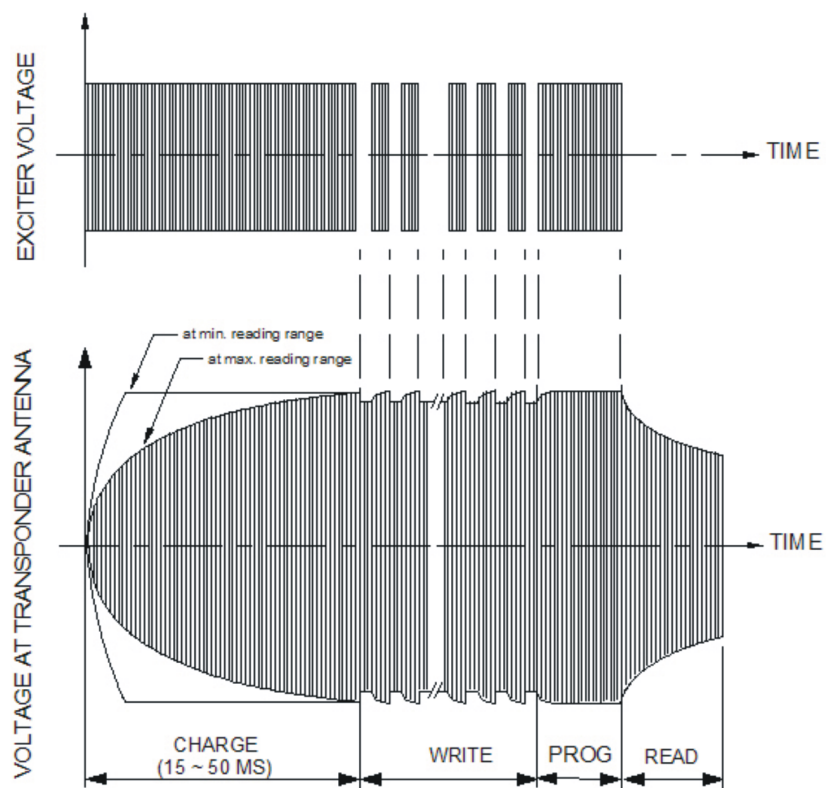 EXCITER VOLTAGE
TIME
at min. reading range
at max. reading range
VOLTAGE AT TRANSPONDER ANTENNA
TIME
CHARGE
(15 ~ 50 MS)
WRITE
PROG
READ